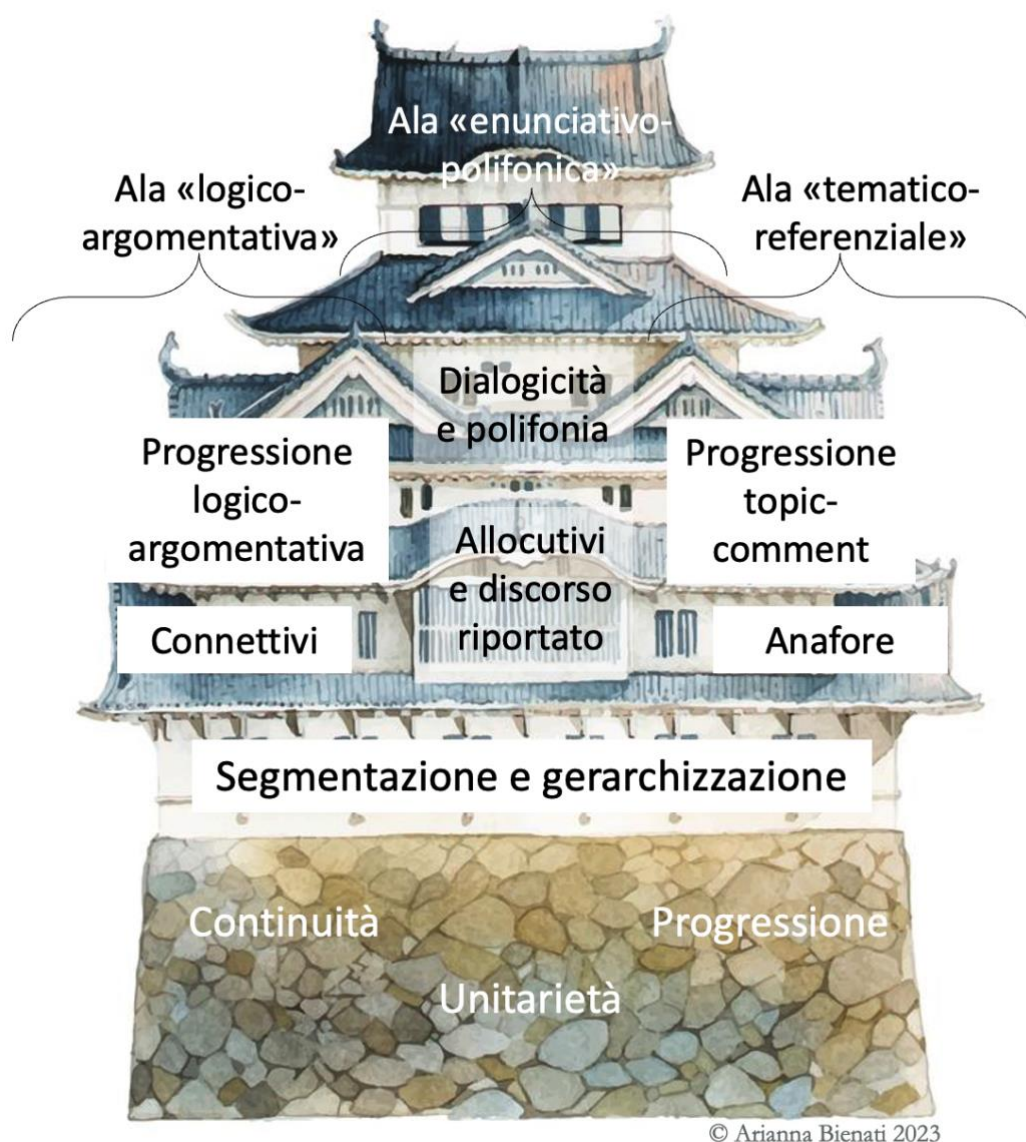 Ala «enunciativo-
polifonica»
Ala «logico-
argomentativa»
Ala «tematico-
referenziale»
Dialogicità
e polifonia
Progressione
logico-
argomentativa
Progressione
topic-
comment
Allocutivi
e discorso
riportato
Connettivi
Anafore
Segmentazione e gerarchizzazione
Continuità
Progressione
Unitarietà
© Arianna Bienati 2023